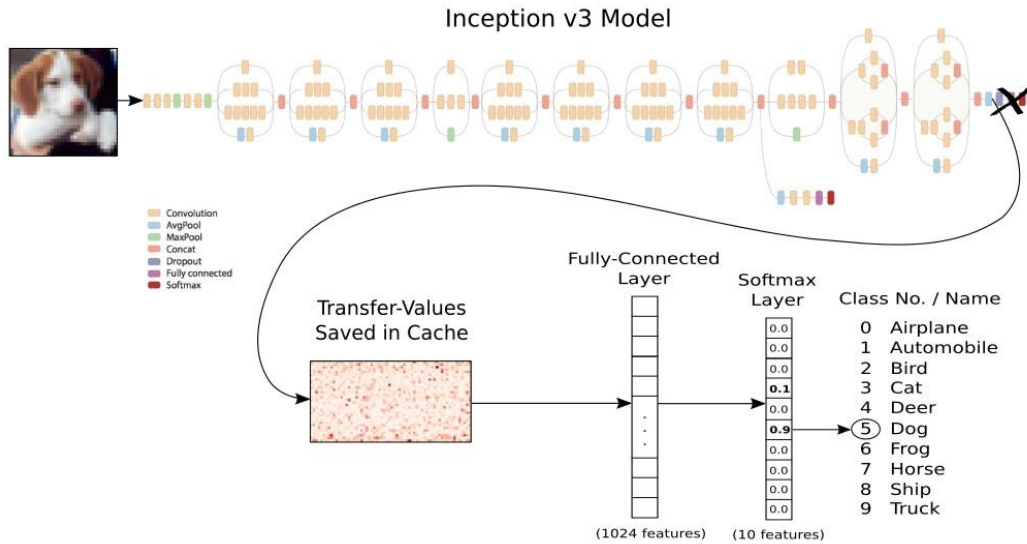 Inception v3 Model
Convolution
AvgPool
MaxPool
Concat
Dropout
Fully connected
Softmax
Transfer-Values
Saved in Cache
Fully-Connected
Layer
(1024 features)
Softmax
Layer
0.0
0.0
0.0
0.1
0.0
0.9
0.0
0.0
0.0
0.0
(10 features)
Class No. / Name
0 Airplane
1 Automobile
2 Bird
3 Cat
4 Deer
5 Dog
6 Frog
7 Horse
8 Ship
9 Truck